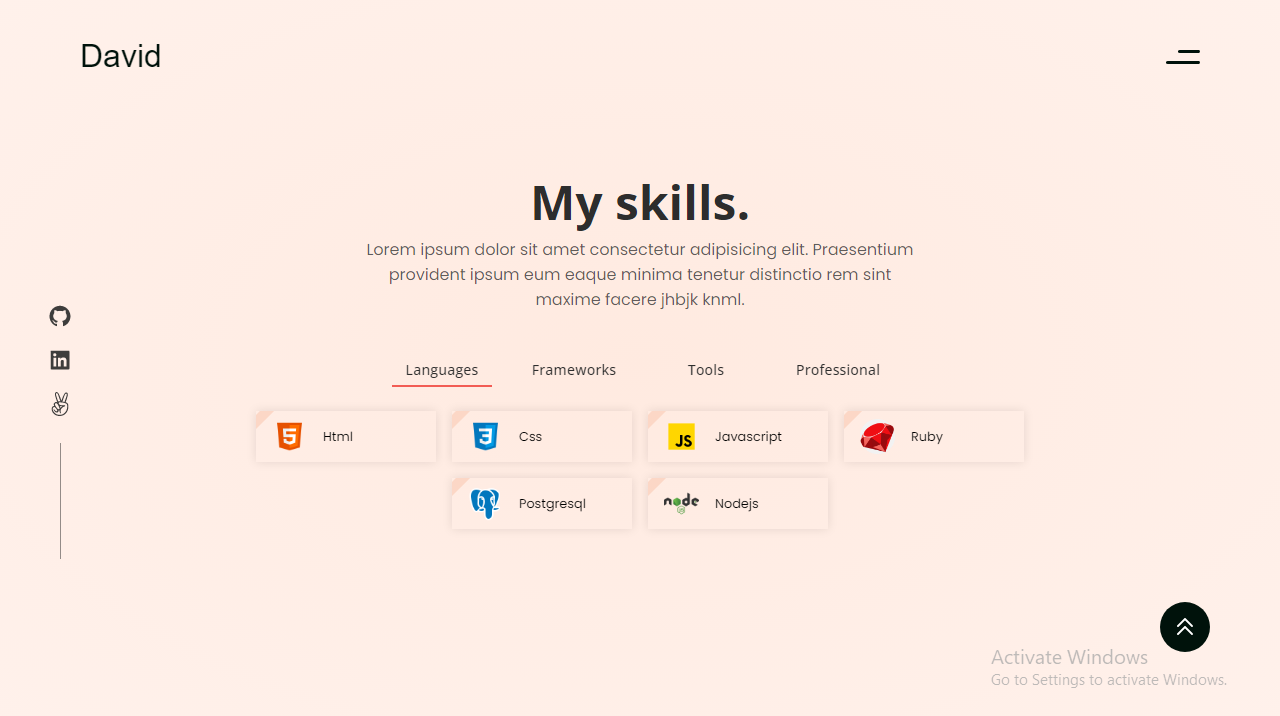 David
My skills.
Lorem ipsum dolor sit amet consectetur adipisicing elit. Praesentium
provident ipsum eum eaque minima tenetur distinctio rem sint
maxime facere jhbjk knml.
Languages Frameworks Tools Professional
Html Css JS Javascript Ruby
Postgresql node JS Nodejs
Activate Windows
Go to Settings to activate Windows.